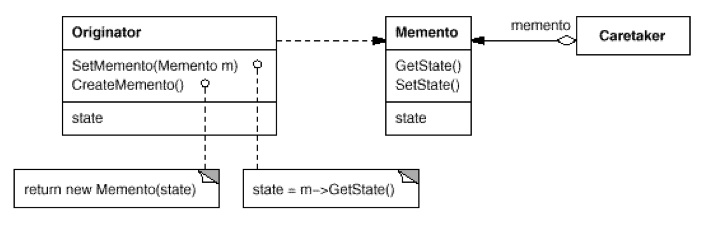 Originator
SetMemento(Memento m)
CreateMemento()
state
Memento
GetState()
SetState()
state
memento
Caretaker
return new Memento(state)
state = m->GetState()